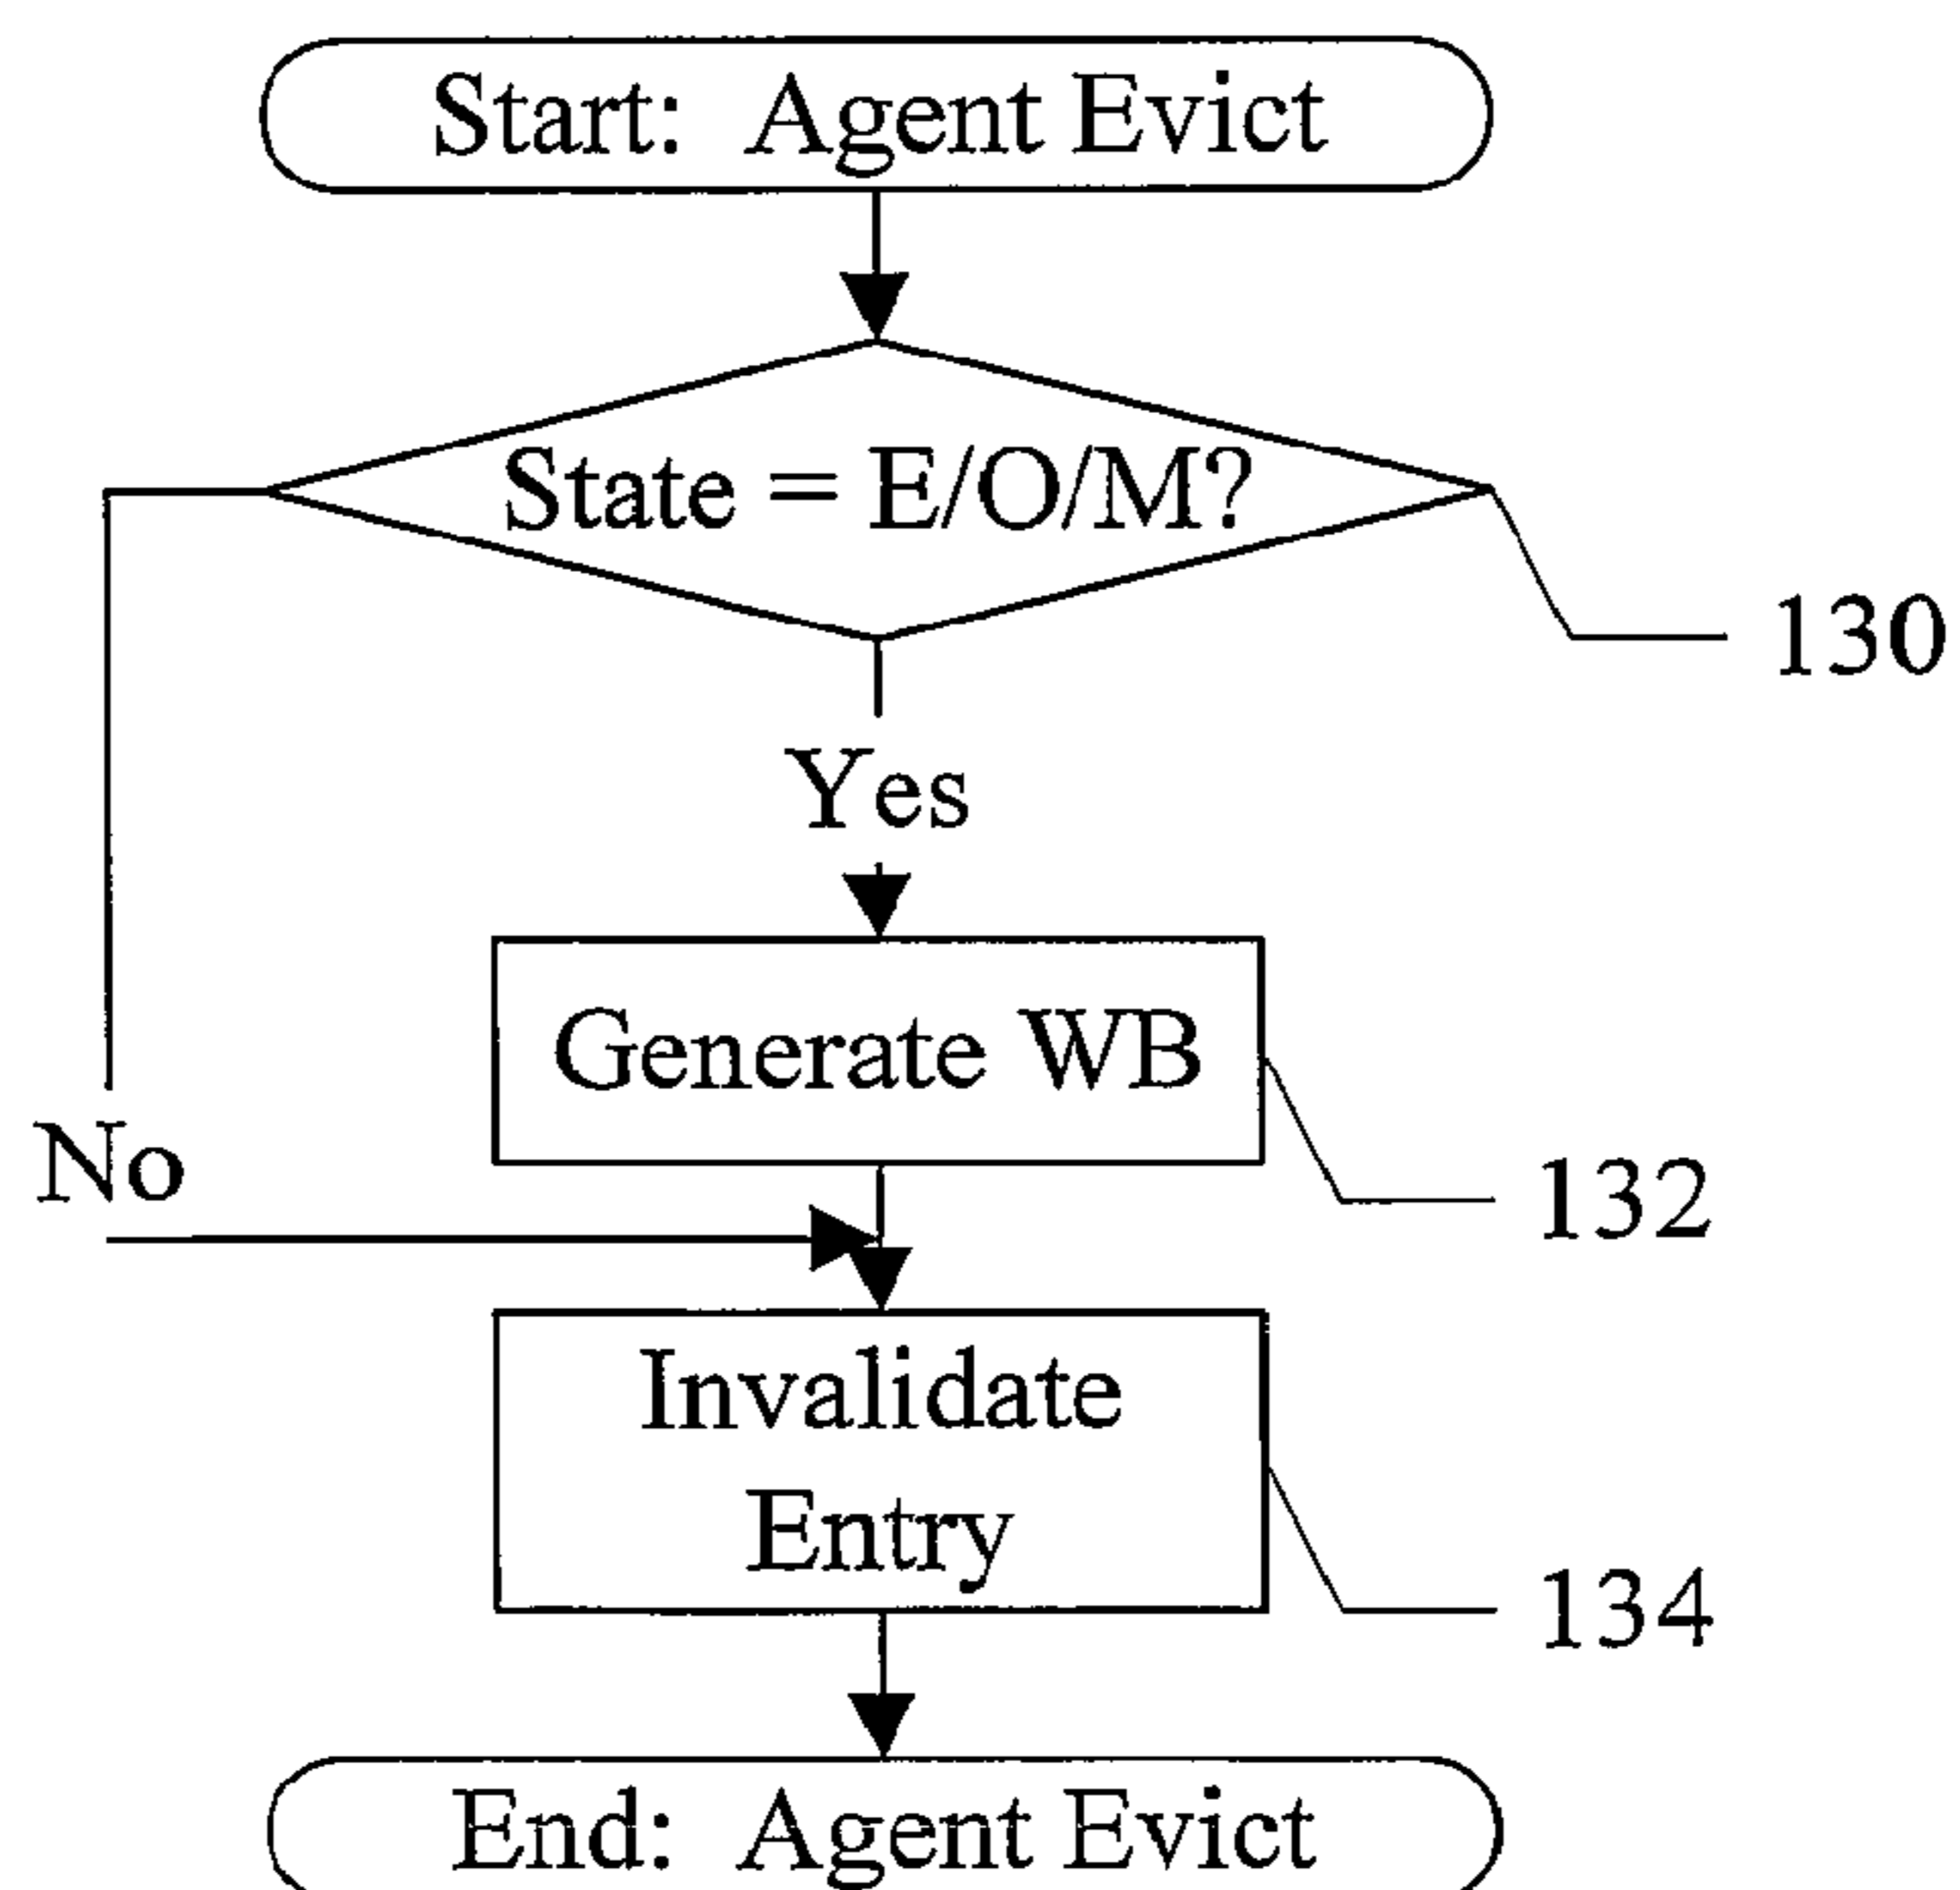 Start: Agent Evict
State = E/O/M?
130
Yes
Generate WB
No
132
Invalidate
Entry
134
End: Agent Evict